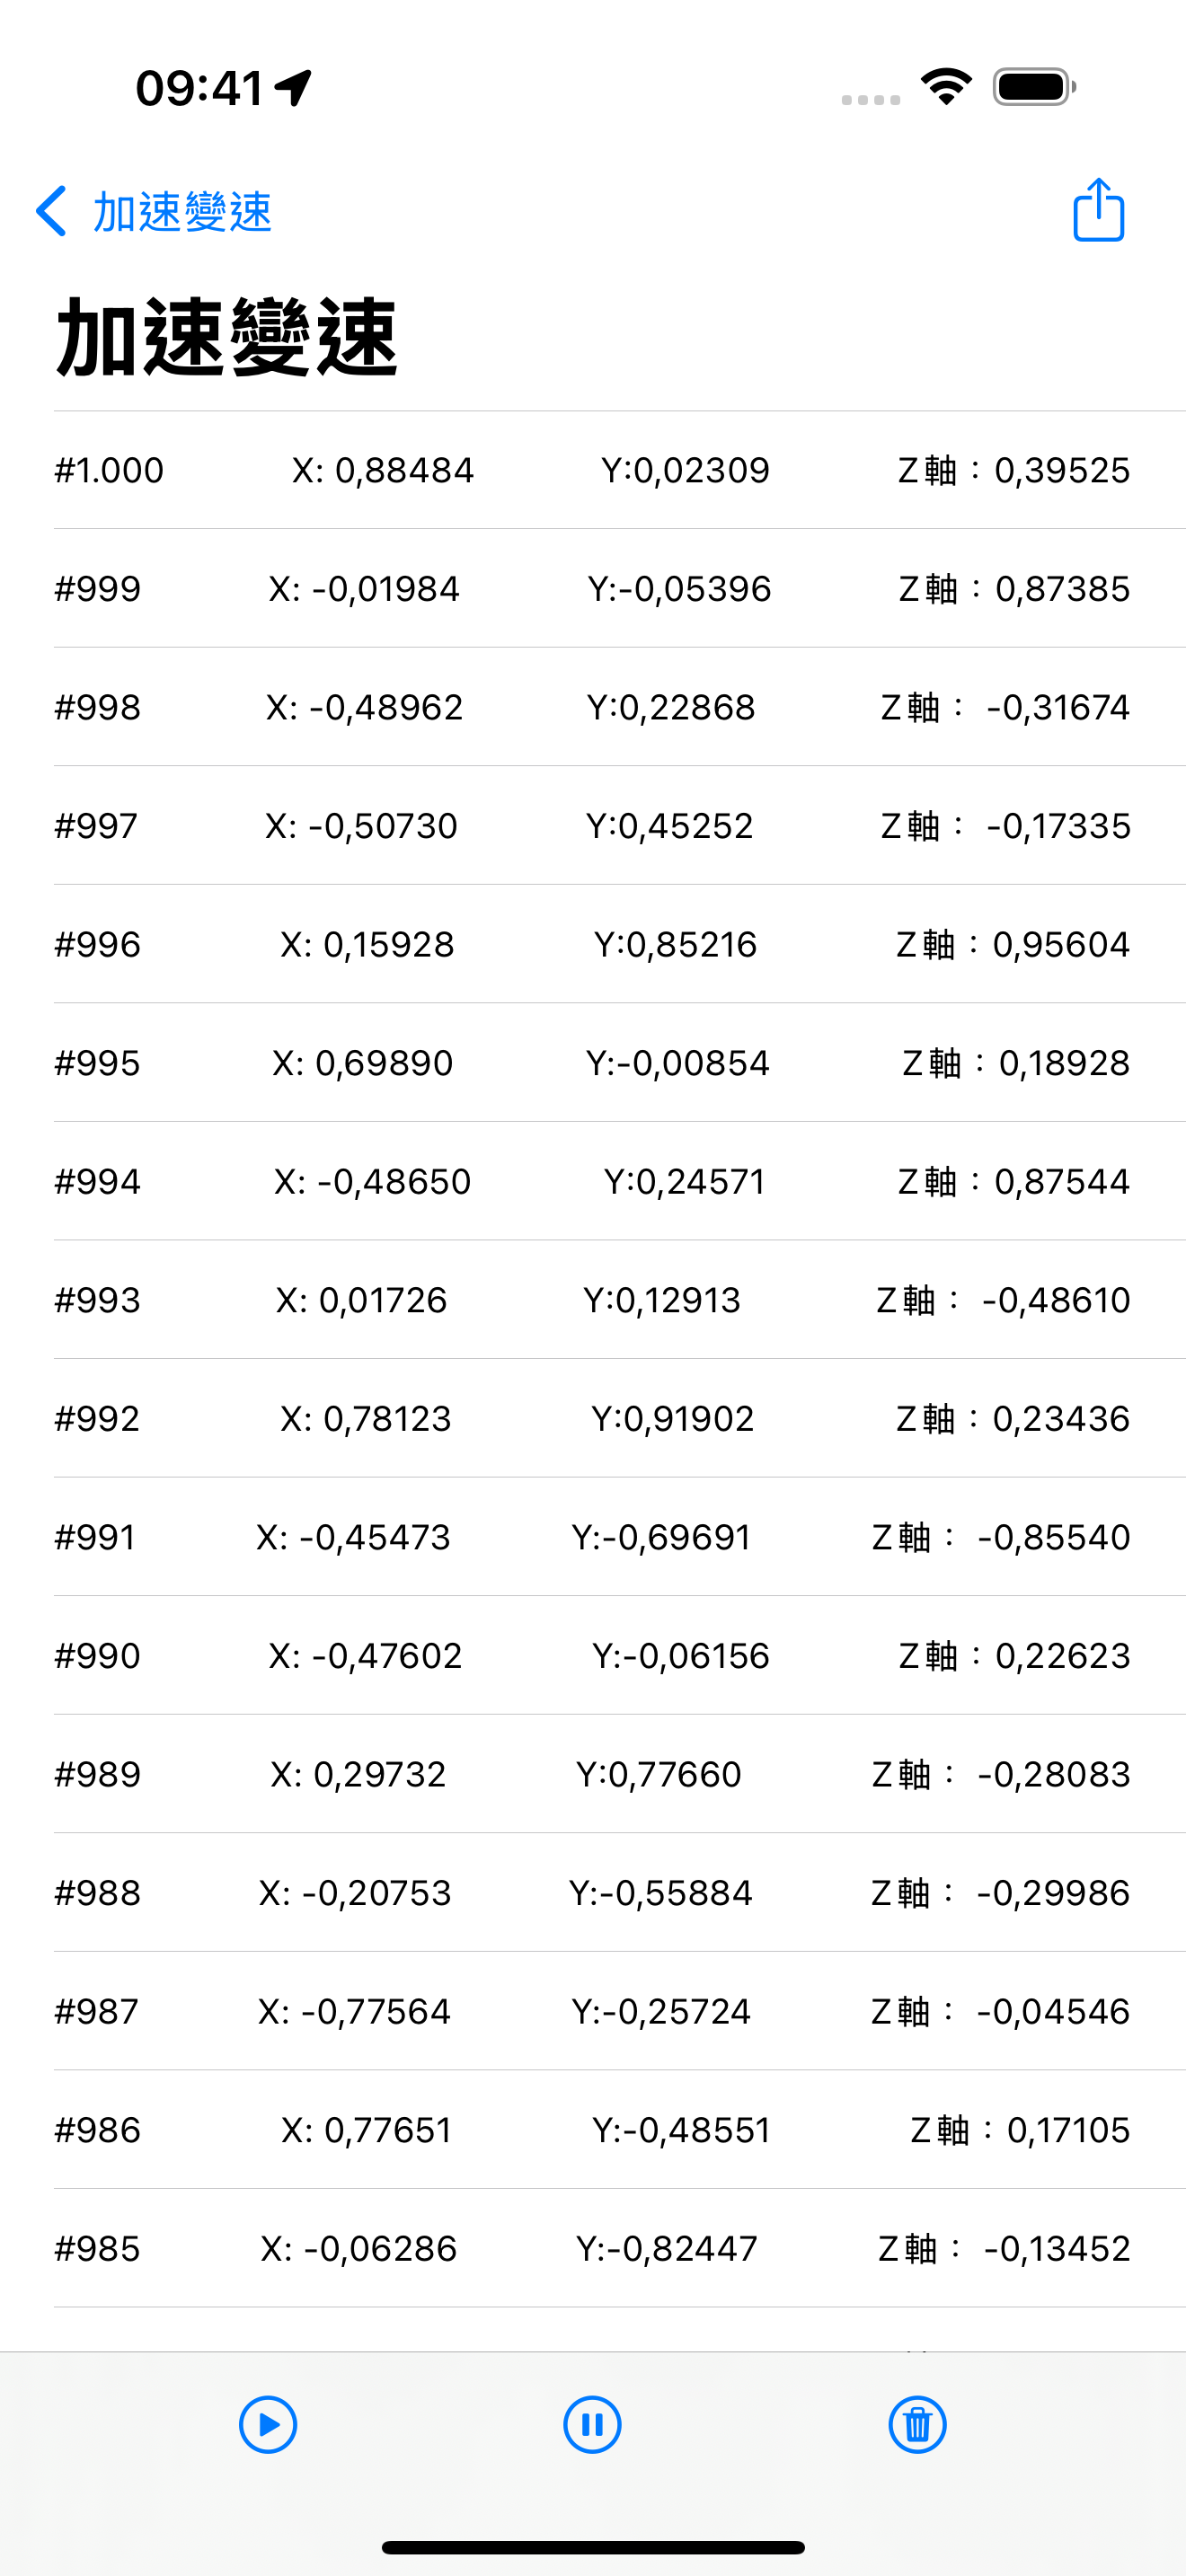 09:41
加速變速
加速變速
#1.000 X: 0,88484 Y:0,02309 Z軸：0,39525
#999 X: -0,01984 Y:-0,05396 Z軸：0,87385
#998 X: -0,48962 Y:0,22868 Z軸： -0,31674
#997 X: -0,50730 Y:0,45252 Z軸： -0,17335
#996 X: 0,15928 Y:0,85216 Z軸：0,95604
#995 X: 0,69890 Y:-0,00854 Z軸：0,18928
#994 X: -0,48650 Y:0,24571 Z軸：0,87544
#993 X: 0,01726 Y:0,12913 Z軸： -0,48610
#992 X: 0,78123 Y:0,91902 Z軸：0,23436
#991 X: -0,45473 Y:-0,69691 Z軸： -0,85540
#990 X: -0,47602 Y:-0,06156 Z軸：0,22623
#989 X: 0,29732 Y:0,77660 Z軸： -0,28083
#988 X: -0,20753 Y:-0,55884 Z軸： -0,29986
#987 X: -0,77564 Y:-0,25724 Z軸： -0,04546
#986 X: 0,77651 Y:-0,48551 Z軸：0,17105
#985 X: -0,06286 Y:-0,82447 Z軸： -0,13452